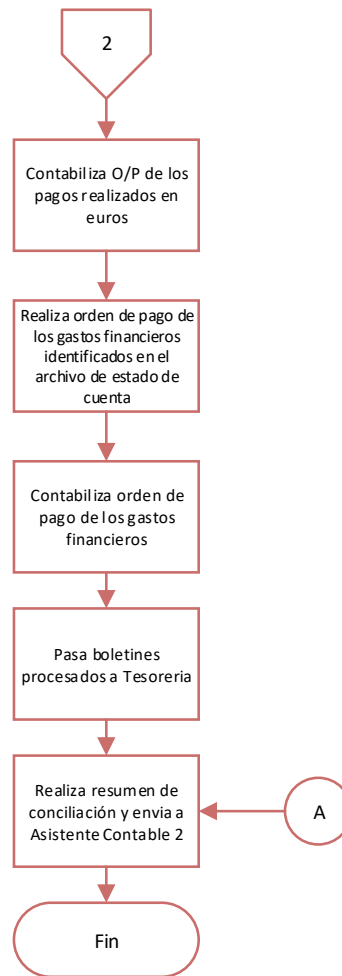 2
Contabiliza O/P de los
pagos realizados en
euros
Realiza orden de pago de
los gastos financieros
identificados en el
archivo de estado de
cuenta
Contabiliza orden de
pago de los gastos
financieros
Pasa boletines
procesados a Tesoreria
Realiza resumen de
conciliación y envia a
Asistente Contable 2
A
Fin